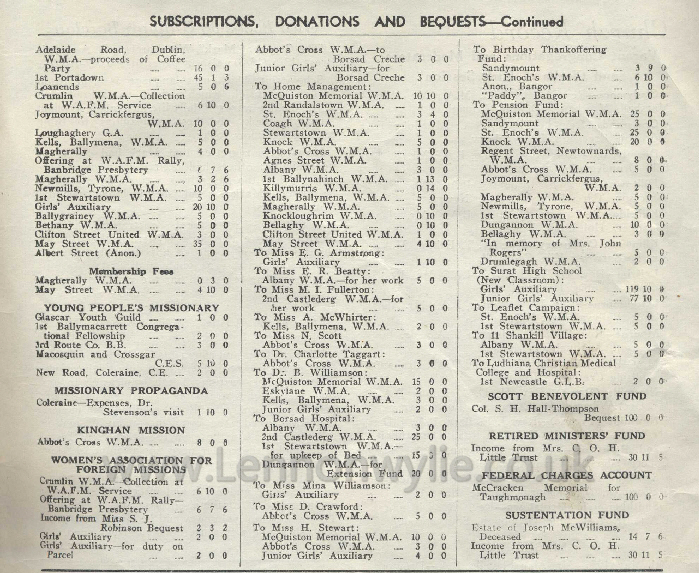 SUBSCRIPTIONS, DONATIONS AND BEQUESTS—Continued
Adelaide Road, Dublin,
W.M.A.—proceeds of Coffee
Party ... ... 16 0 0
1st Portadown ... ... 45 1 3
Loanends ... ... 5 0 6
Crumlin W.M.A.—Collection
at W.A.F.M. Service ... 6 10 0
Joymount, Carrickfergus,
W.M.A. 10 0 0
Loughaghery G.A. ... 1 0 0
Kells, Ballymena, W.M.A. ... 5 0 0
Magherally ... ... 4 0 0
Offering at W.A.F.M. Rally,
Banbridge Presbytery ... 6 7 6
Magherally W.M.A. ... 3 2 6
Newmills, Tyrone, W.M.A. ... 10 0 0
1st Stewartstown W.M.A. ... 5 0 0
Girls' Auxiliary ... 20 0 0
Ballygrainey W.M.A. ... 5 0 0
Bethany W.M.A. ... 5 0 0
Clifton Street United W.M.A. 3 0 0
May Street W.M.A. ... 35 0 0
Albert Street (Anon.) ... 1 0 0
Membership Fees
Magherally W.M.A. ... 0 3 0
May Street W.M.A. ... 4 10 0
YOUNG PEOPLE'S MISSIONARY
Glascar Youth Guild ... 1 0 0
1st Ballymacarrett Congrega-
tional Fellowship ... 2 0 0
3rd Route Co. B.B. ... 3 0 0
Macosquin and Crossgar
C.E.S. 5 10 0
New Road, Coleraine, C.E. ... 2 0 0
MISSIONARY PROPAGANDA
Coleraine—Expenses, Dr.
Stevenson's visit 1 10 0
KINGHAN MISSION
Abbot's Cross W.M.A. ... 8 0 0
WOMEN'S ASSOCIATION FOR
FOREIGN MISSIONS
Crumlin W.M.A. Collection at
W.A.F.M. Service ... 6 10 0
Offering at W.A.F.M. Rally—
Banbridge Presbytery ... 6 7 6
Income from Miss S. J.
Robinson Bequest 2 3 2
Girls' Auxiliary ... 2 0 0
Girls' Auxiliary—for duty on
Parcel ... ... 2 0 0
Abbot's Cross W.M.A.—to
Borsad Creche 3 0 0
Junior Girls' Auxiliary—for
Borsad Creche 3 0 0
To Home Management:
McQuiston Memorial W.M.A. 10 10 0
2nd Randalstown W.M.A. ... 1 0 0
St. Enoch's W.M.A. ... 3 4 0
Coagh W.M.A. ... 1 0 0
Stewartstown W.M.A. ... 1 0 0
Knock W.M.A. ... 5 0 0
Abbot's Cross W.M.A. ... 1 0 0
Agnes Street W.M.A. ... 1 0 0
Albany W.M.A. ... 3 0 0
1st Ballynahinch W.M.A. ... 1 13 0
Killymurris W.M.A. ... 0 14 0
Kells, Ballymena, W.M.A. ... 5 0 0
Magherally W.M.A. ... 5 0 0
Knockloughrim W.M.A. ... 0 10 0
Bellaghy W.M.A. ... 0 10 0
Clifton Street United W.M.A. 1 0 0
May Street W.M.A. ... 4 10 0
To Miss E. G. Armstrong:
Girls' Auxiliary ... 1 10 0
To Miss E. R. Beatty:
Albany W.M.A.—for her work 5 0 0
To Miss M. I. Fullerton:
2nd Castlederg W.M.A.—for
her work ... ... 5 0 0
To Miss A. McWhirter:
Kells, Ballymena, W.M.A. ... 2 0 0
To Miss N. Scott
Abbot's Cross W.M.A. ... 3 0 0
To Dr. Charlotte Taggart:
Abbot's Cross W.M.A. ... 3 0 0
To Dr. B. Williamson:
McQuiston Memorial W.M.A. 15 0 0
Eskylane W.M.A. ... 2 0 0
Kells, Ballymena, W.M.A. ... 3 0 0
Junior Girls' Auxiliary ... 2 0 0
To Borsad Hospital:
Albany W.M.A. ... 3 0 0
2nd Castlederg W.M.A. ... 25 0 0
1st Stewartstown W.M.A.—
for upkeep of Bed ... 15 0
Dungannon W.M.A.—for
Extension Fund 20 0 0
To Miss Mina Williamson:
Girls' Auxiliary ... 2 0 0
To Miss D. Crawford:
Abbot's Cross W.M.A. ... 5 0 0
To Miss H. Stewart:
McQuiston Memorial W.M.A. 10 0 0
Abbot's Cross W.M.A. ... 3 0 0
Junior Girls' Auxiliary ... 4 0 0
To Birthday Thankoffering
Fund:
Sandymount ... ... 3 9 0
St. Enoch's W.M.A. ... 6 10 0
Anon., Bangor ... 1 0 0
"Paddy", Bangor ... 1 0 0
To Pension Fund:
McQuiston Memorial W.M.A. 25 0 0
Sandymount ... ... 3 0 0
St. Enoch's W.M.A. ... 25 0 0
Knock W.M.A. ... 20 0 0
Regent Street, Newtownards,
W.M.A. ... ... 8 0 0
Abbot's Cross W.M.A. ... 5 0 0
Joymount, Carrickfergus,
W.M.A. 2 0 0
Magherally W.M.A. ... 5 0 0
Newmills, Tyrone, W.M.A. ... 5 0 0
1st Stewartstown W.M.A.... 5 0 0
Dungannon W.M.A. ... 10 0 0
Bellaghy W.M.A. ... 3 0 0
"In memory of Mrs. John
Rogers" ... ... 5 0 0
Drumlegagh W.M.A. ... 2 0 0
To Surat High School
(New Classroom):
Girls' Auxiliary ... 119 10 0
Junior Girls' Auxiliary ... 77 10 0
To Leaflet Campaign:
St. Enoch's W.M.A. ... 5 0 0
1st Stewartstown W.M.A. ... 5 0 0
To 11 Shankill Village:
Albany W.M.A. ... 5 0 0
1st Stewartstown W.M.A. ... 5 0 0
To Ludhiana Christian Medical
College and Hospital:
1st Newcastle G.L.B. ... 2 0 0
SCOTT BENEVOLENT FUND
Col. S. H. Hall-Thompson
Bequest 100 0 0
RETIRED MINISTERS' FUND
Income from Mrs. C. O. H.
Little Trust ... ... 30 11 5
FEDERAL CHARGES ACCOUNT
McCracken Memorial for
Taughmonagh ... 100 0 0
SUSTENTATION FUND
Estate of Joseph McWilliams,
Deceased ... ... 14 7 6
Income from Mrs. C. O. H.
Little Trust ... ... 30 11 5